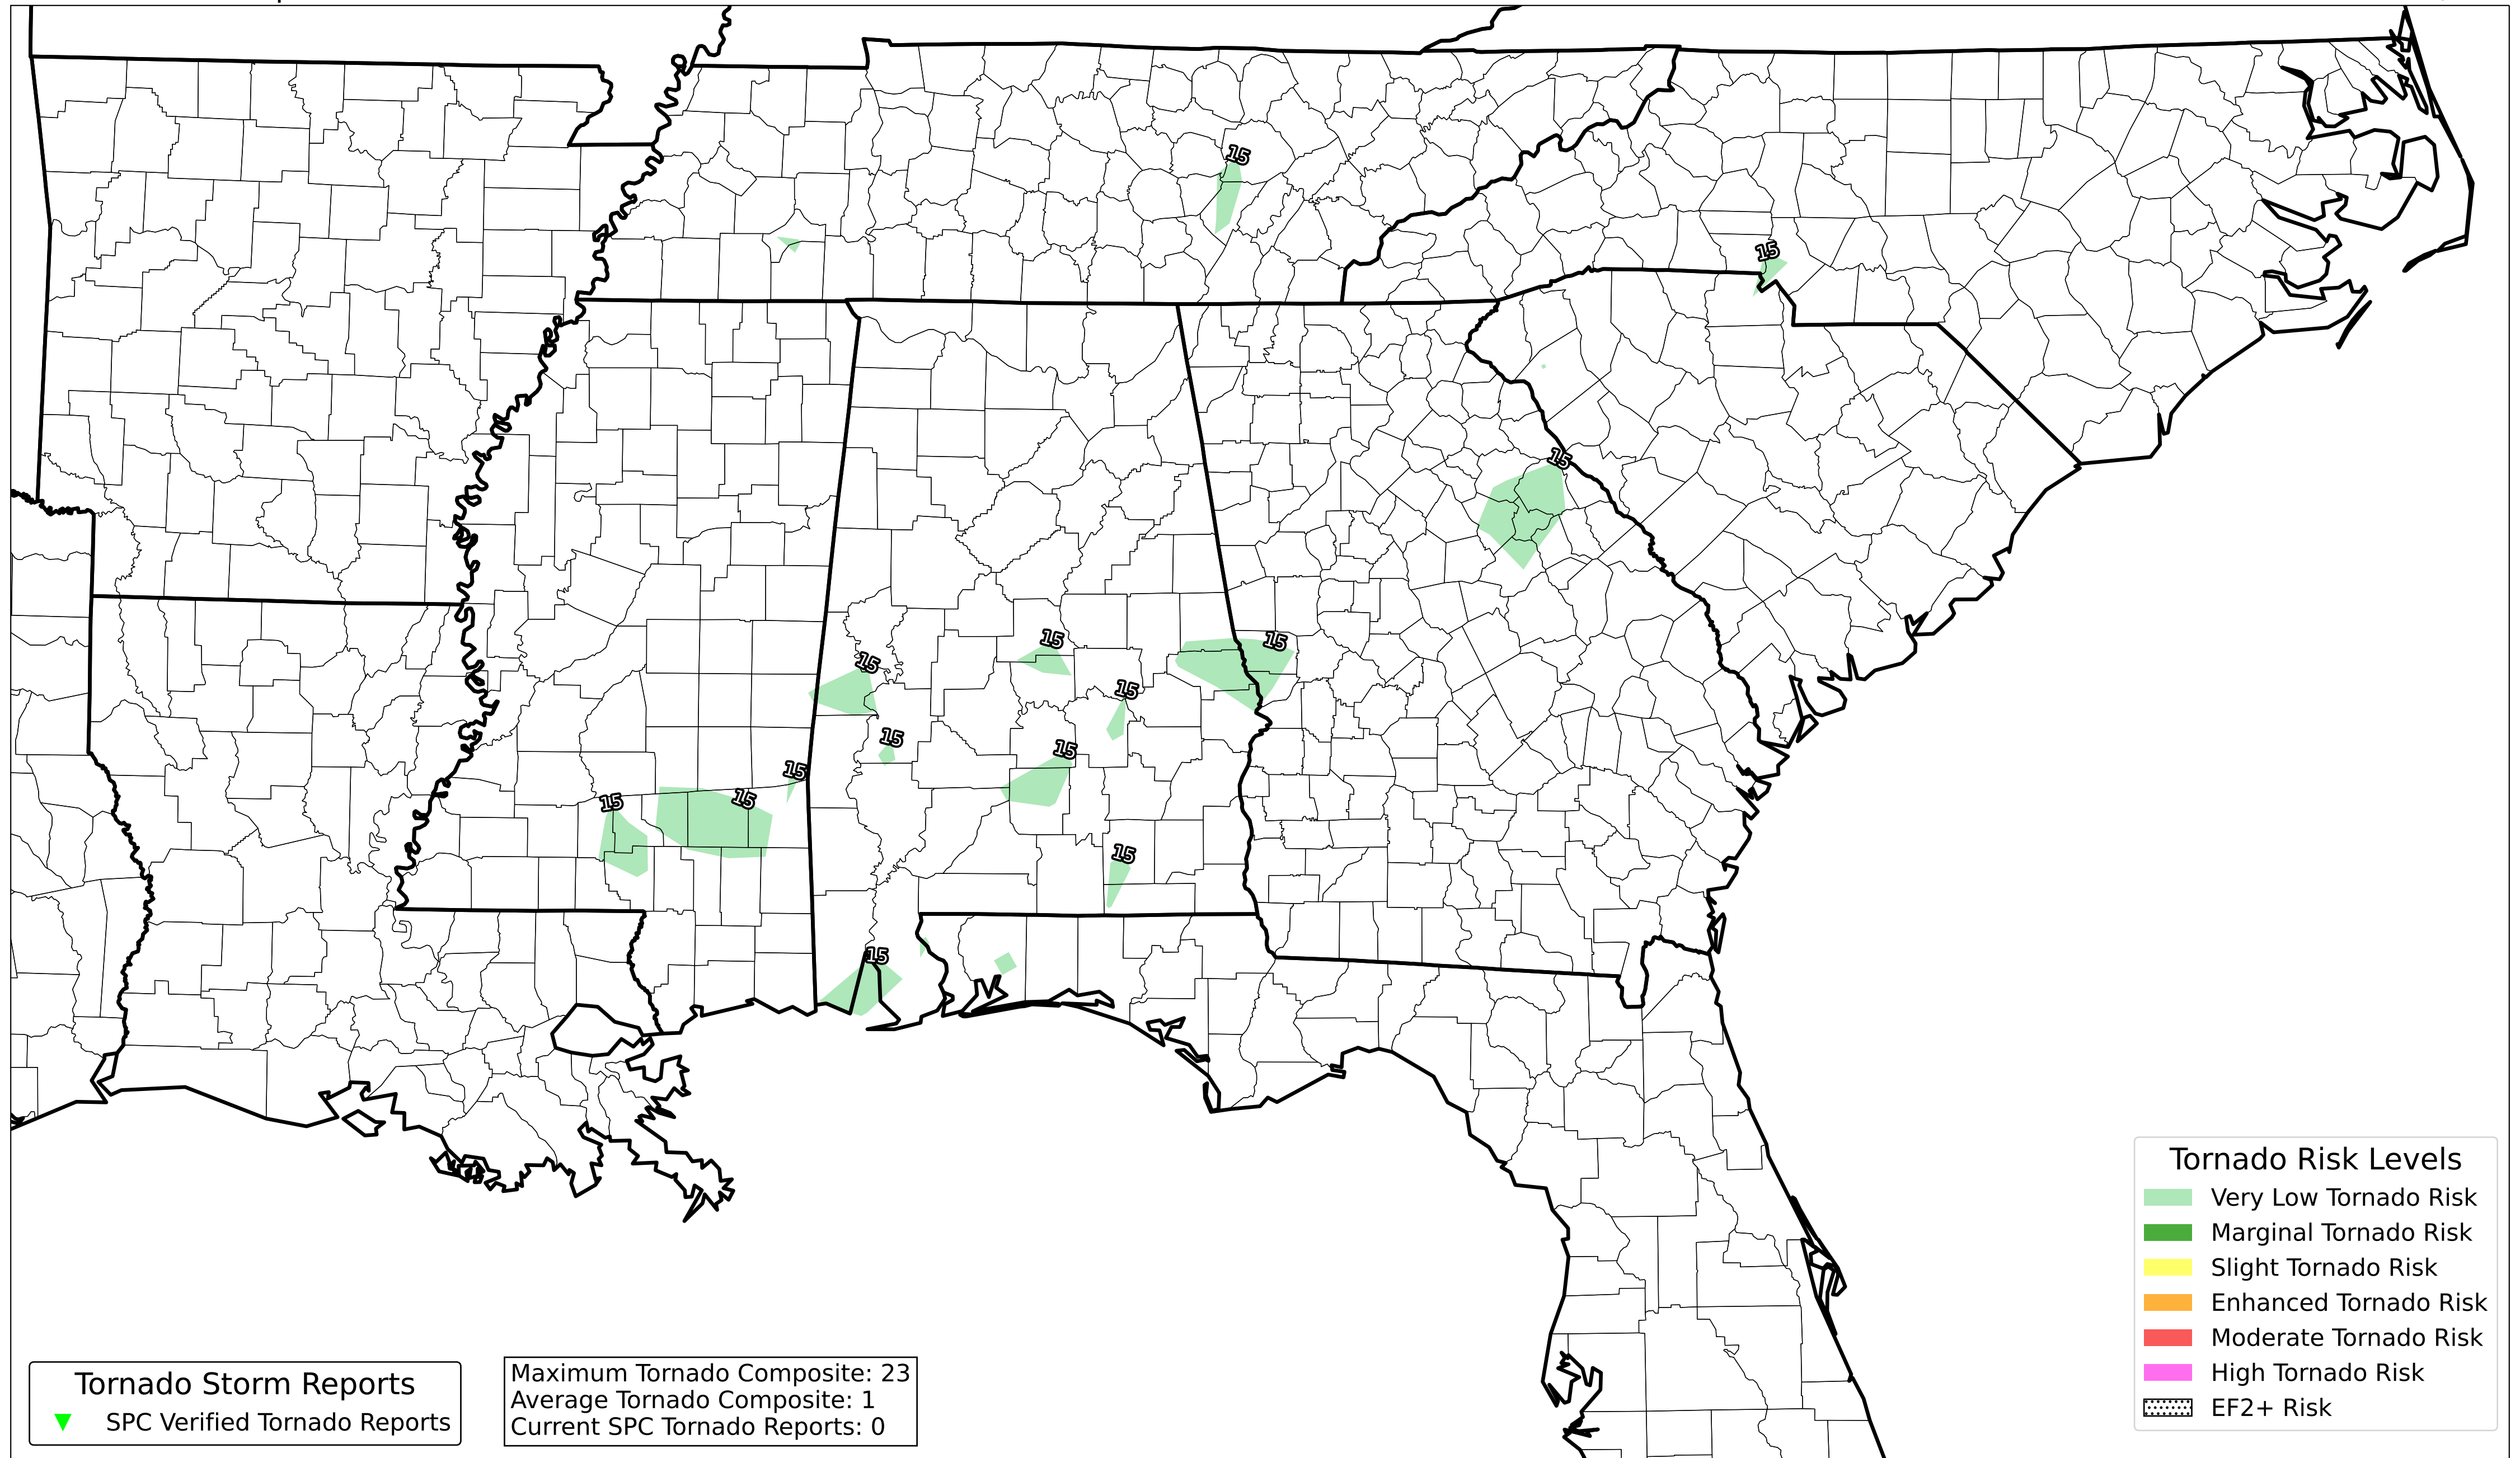 15
15
15
15
15
15
15
15
15
15
15
15
15
15
Tornado Risk Levels
Very Low Tornado Risk
Marginal Tornado Risk
Slight Tornado Risk
Enhanced Tornado Risk
Moderate Tornado Risk
High Tornado Risk
EF2+ Risk
Tornado Storm Reports
SPC Verified Tornado Reports
Maximum Tornado Composite: 23
Average Tornado Composite: 1
Current SPC Tornado Reports: 0